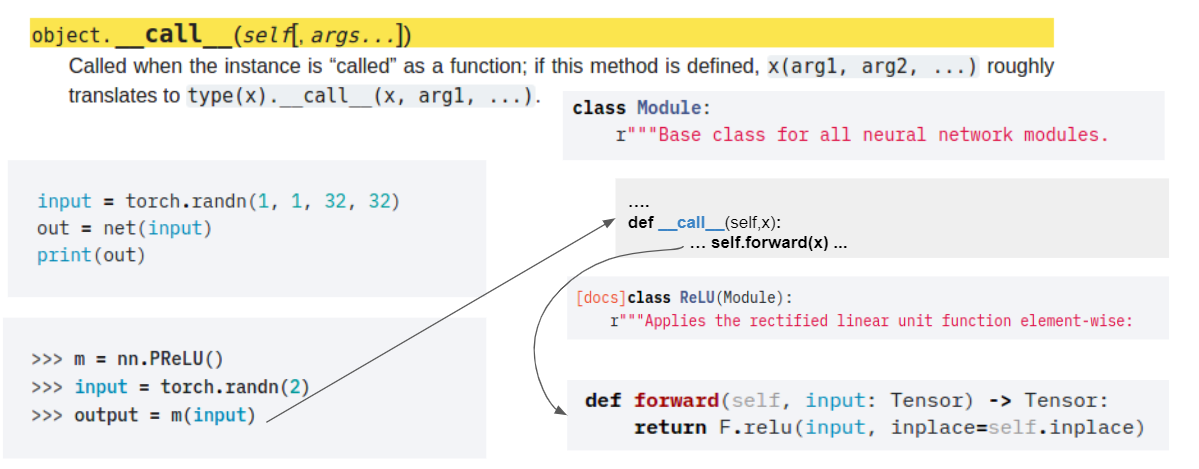 object.__call__(self[, args...])
Called when the instance is “called” as a function; if this method is defined, x(arg1, arg2, ...) roughly
translates to type(x).__call__(x, arg1, ...).
class Module:
r"""Base class for all neural network modules.
input = torch.randn(1, 1, 32, 32)
out = net(input)
print(out)
....
def __call__(self,x):
... self.forward(x) ...
[docs]class ReLU(Module):
r"""Applies the rectified linear unit function element-wise:
>>> m = nn.PReLU()
>>> input = torch.randn(2)
>>> output = m(input)
def forward(self, input: Tensor) -> Tensor:
return F.relu(input, inplace=self.inplace)